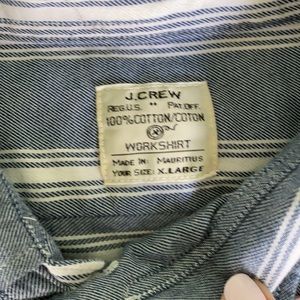 J.CREW
REG.U.S. " PAT.OFF.
100%COTTON/COTON
WORKSHIRT
MADE IN: MAURITIUS
YOUR SIZE: X.LARGE